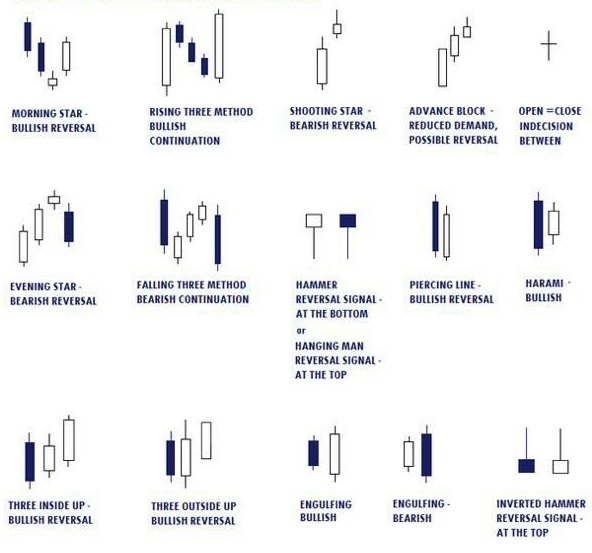 MORNING STAR -
BULLISH REVERSAL
RISING THREE METHOD
BULLISH
CONTINUATION
SHOOTING STAR -
BEARISH REVERSAL
ADVANCE BLOCK -
REDUCED DEMAND,
POSSIBLE REVERSAL
OPEN =CLOSE
INDECISION
BETWEEN
EVENING STAR -
BEARISH REVERSAL
FALLING THREE METHOD
BEARISH CONTINUATION
HAMMER
REVERSAL SIGNAL -
AT THE BOTTOM
or
HANGING MAN
REVERSAL SIGNAL -
AT THE TOP
PIERCING LINE -
BULLISH REVERSAL
HARAMI -
BULLISH
THREE INSIDE UP -
BULLISH REVERSAL
THREE OUTSIDE UP
BULLISH REVERSAL
ENGULFING
BULLISH
ENGULFING -
BEARISH
INVERTED HAMMER
REVERSAL SIGNAL -
AT THE TOP